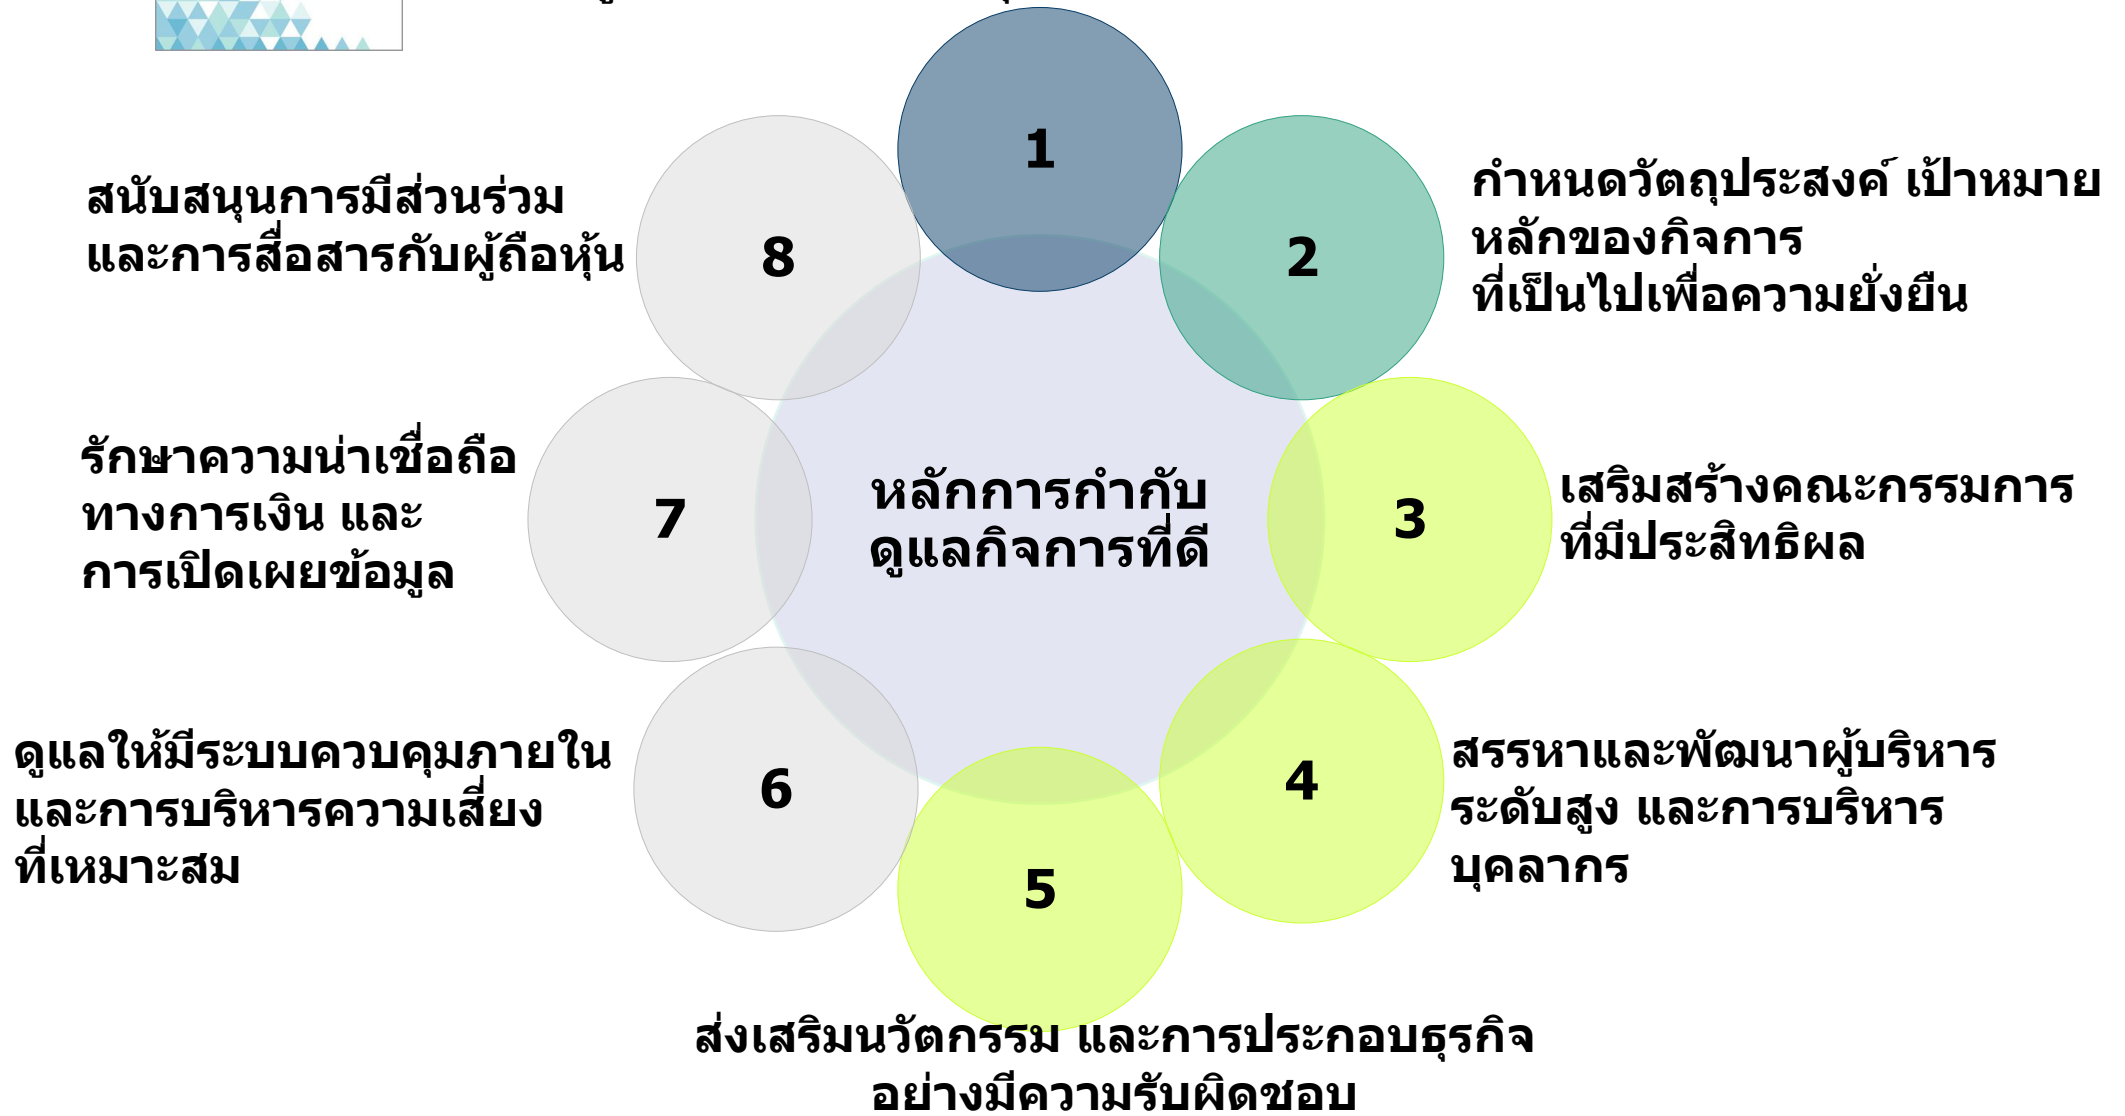 1
2
กำหนดวัตถุประสงค์ เป้าหมาย
หลักของกิจการ
ที่เป็นไปเพื่อความยั่งยืน
3
เสริมสร้างคณะกรรมการ
ที่มีประสิทธิผล
4
สรรหาและพัฒนาผู้บริหาร
ระดับสูง และการบริหาร
บุคลากร
5
ส่งเสริมนวัตกรรม และการประกอบธุรกิจ
อย่างมีความรับผิดชอบ
6
ดูแลให้มีระบบควบคุมภายใน
และการบริหารความเสี่ยง
ที่เหมาะสม
7
รักษาความน่าเชื่อถือ
ทางการเงิน และ
การเปิดเผยข้อมูล
8
สนับสนุนการมีส่วนร่วม
และการสื่อสารกับผู้ถือหุ้น
หลักการกำกับ
ดูแลกิจการที่ดี